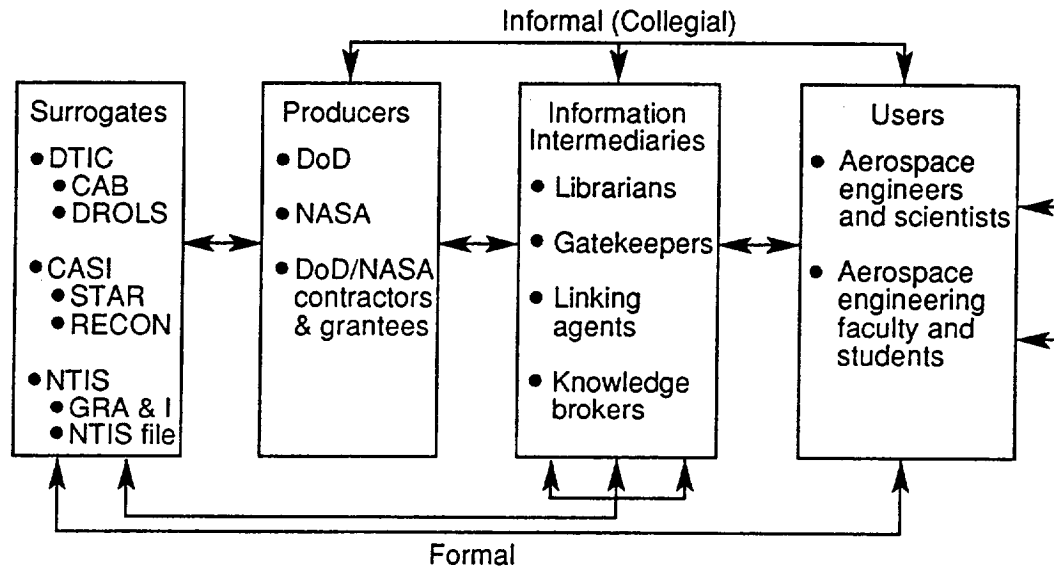 Informal (Collegial)
Surrogates
● DTIC
● CAB
● DROLS
● CASI
● STAR
● RECON
● NTIS
● GRA & I
● NTIS file
Producers
● DoD
● NASA
● DoD/NASA
contractors
& grantees
Information
Intermediaries
● Librarians
● Gatekeepers
● Linking
agents
● Knowledge
brokers
Users
● Aerospace
engineers
and scientists
● Aerospace
engineering
faculty and
students
Formal